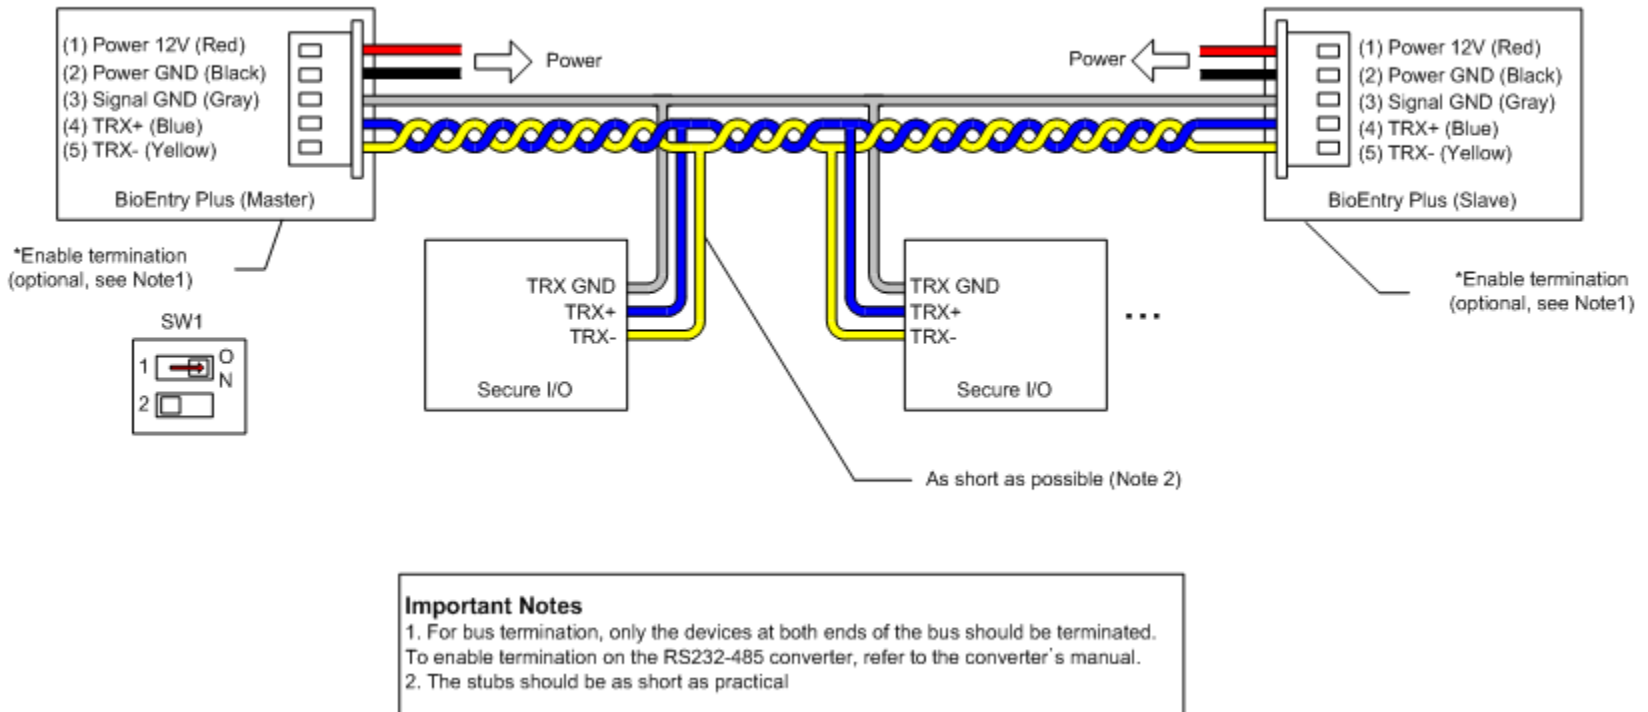 (1) Power 12V (Red)
(2) Power GND (Black)
(3) Signal GND (Gray)
(4) TRX+ (Blue)
(5) TRX- (Yellow)
BioEntry Plus (Master)
Power
Power
(1) Power 12V (Red)
(2) Power GND (Black)
(3) Signal GND (Gray)
(4) TRX+ (Blue)
(5) TRX- (Yellow)
BioEntry Plus (Slave)
*Enable termination
(optional, see Note1)
SW1
1
2
O
N
TRX GND
TRX+
TRX-
Secure I/O
TRX GND
TRX+
TRX-
Secure I/O
...
*Enable termination
(optional, see Note1)
As short as possible (Note 2)
Important Notes
1. For bus termination, only the devices at both ends of the bus should be terminated.
To enable termination on the RS232-485 converter, refer to the converter's manual.
2. The stubs should be as short as practical